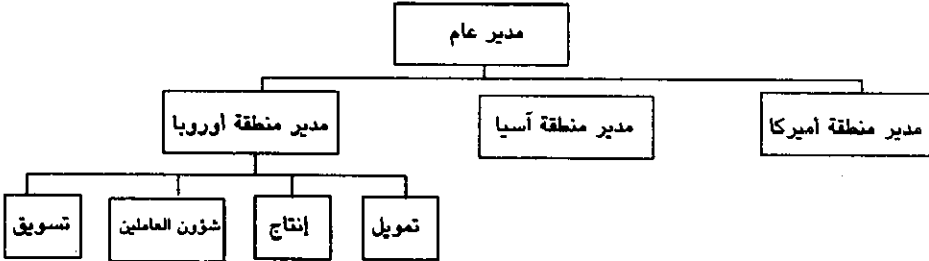 مدير عام
مدير منطقة أميركا
مدير منطقة آسيا
مدير منطقة أوروبا
تمويل
إنتاج
شؤون العاملين
تسويق